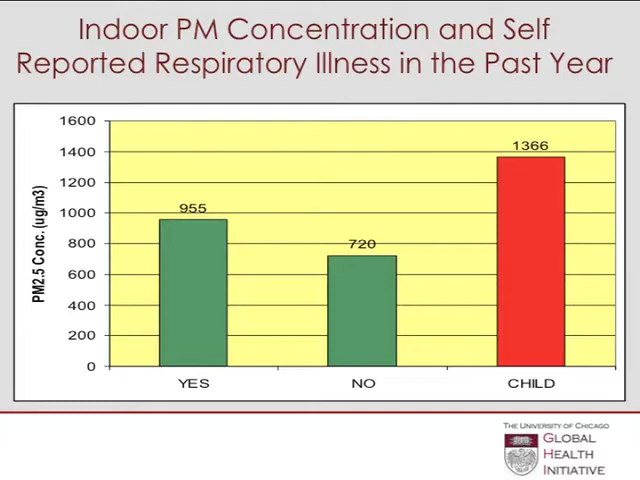 Indoor PM Concentration and Self
Reported Respiratory Illness in the Past Year
PM2.5 Conc. (ug/m3)
1600
1400
1200
1000
800
600
400
200
0
955
720
1366
YES NO CHILD
THE UNIVERSITY OF CHICAGO
GLOBAL
HEALTH
INITIATIVE